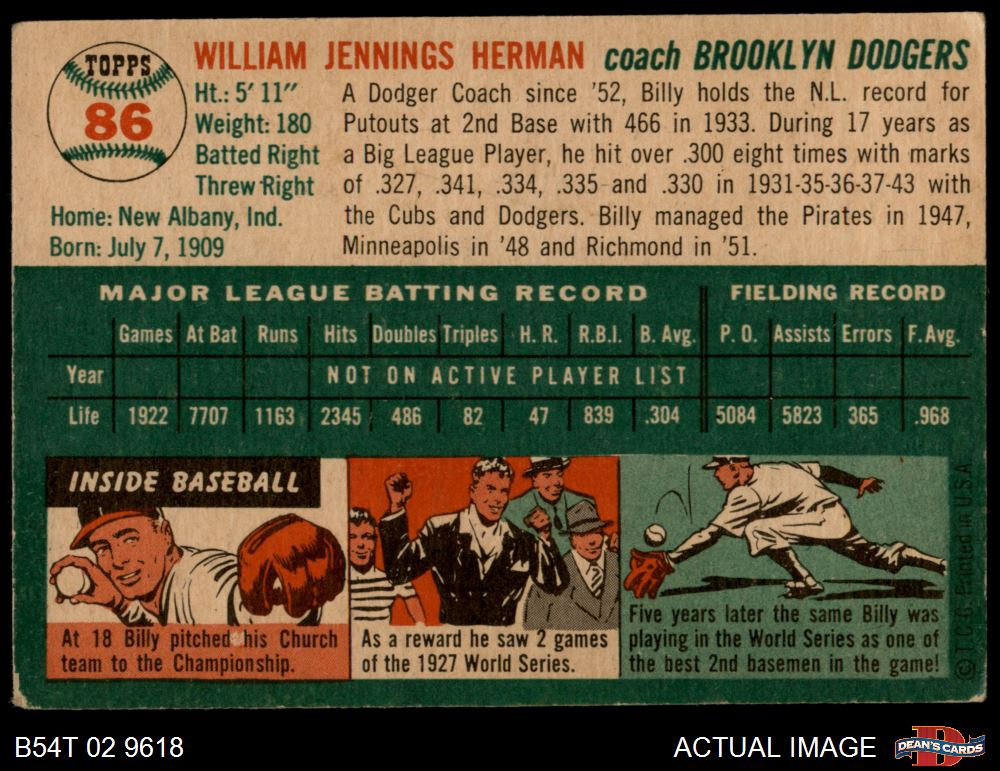 TOPPS
86
WILLIAM JENNINGS HERMAN coach BROOKLYN DODGERS
Ht.: 5' 11"
Weight: 180
Batted Right
Threw Right
Home: New Albany, Ind.
Born: July 7, 1909
A Dodger Coach since '52, Billy holds the N.L. record for
Putouts at 2nd Base with 466 in 1933. During 17 years as
a Big League Player, he hit over .300 eight times with marks
of .327, .341, .334, .335 and .330 in 1931-35-36-37-43 with
the Cubs and Dodgers. Billy managed the Pirates in 1947,
Minneapolis in '48 and Richmond in '51.
MAJOR LEAGUE BATTING RECORD FIELDING RECORD
Games At Bat Runs Hits Doubles Triples H. R. R.B.I. B. Avg. P. O. Assists Errors F. Avg.
Year NOT ON ACTIVE PLAYER LIST
Life 1922 7707 1163 2345 486 82 47 839 .304 5084 5823 365 .968
INSIDE BASEBALL
At 18 Billy pitched his Church
team to the Championship.
As a reward he saw 2 games
of the 1927 World Series.
Five years later the same Billy was
playing in the World Series as one of
the best 2nd basemen in the game!
© T.C.G. Printed in U.S.A.
B54T 02 9618
ACTUAL IMAGE
DEAN'S CARDS